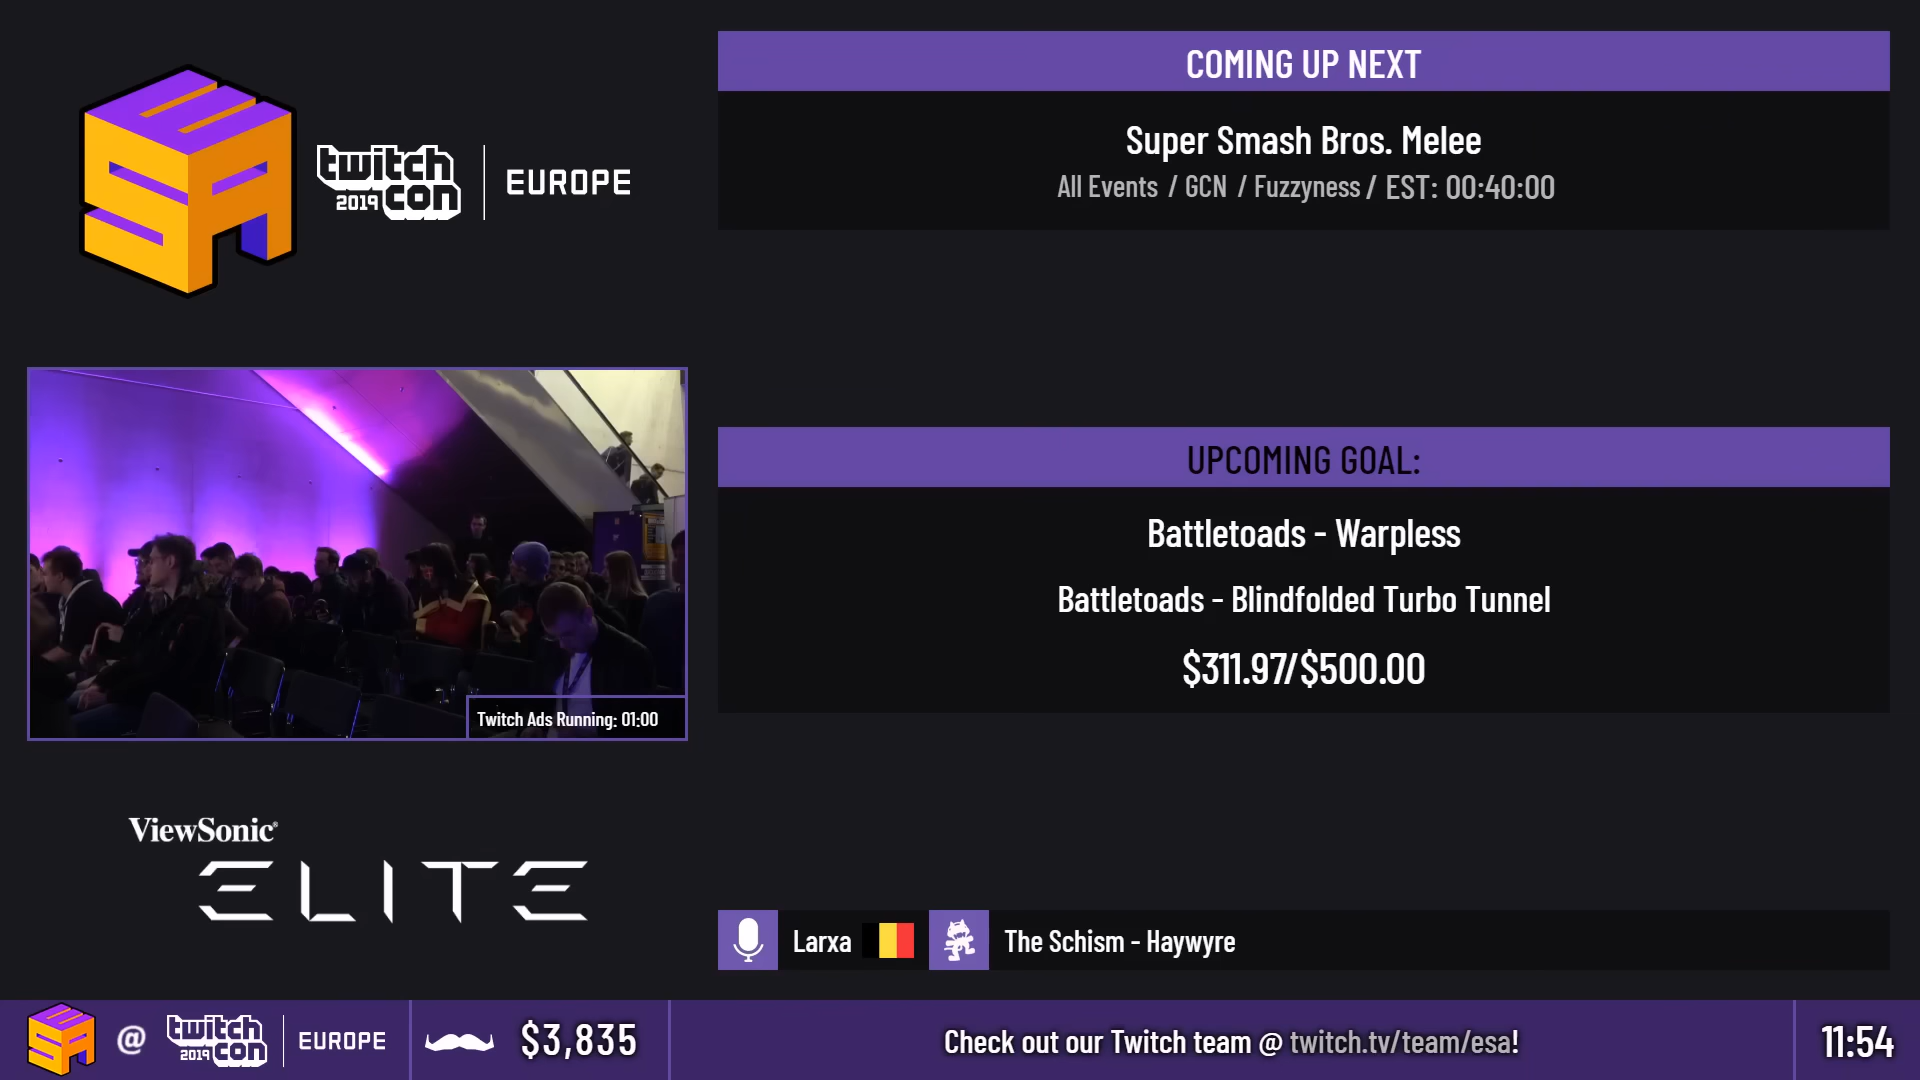 ESA
twitch
2019 con
EUROPE
COMING UP NEXT
Super Smash Bros. Melee
All Events / GCN / Fuzzyness / EST: 00:40:00
UPCOMING GOAL:
Battletoads - Warpless
Battletoads - Blindfolded Turbo Tunnel
$311.97/$500.00
Twitch Ads Running: 01:00
ViewSonic®
ELITE
Larxa
The Schism - Haywyre
ESA @ twitch 2019 con EUROPE
$3,835
Check out our Twitch team @ twitch.tv/team/esa!
11:54